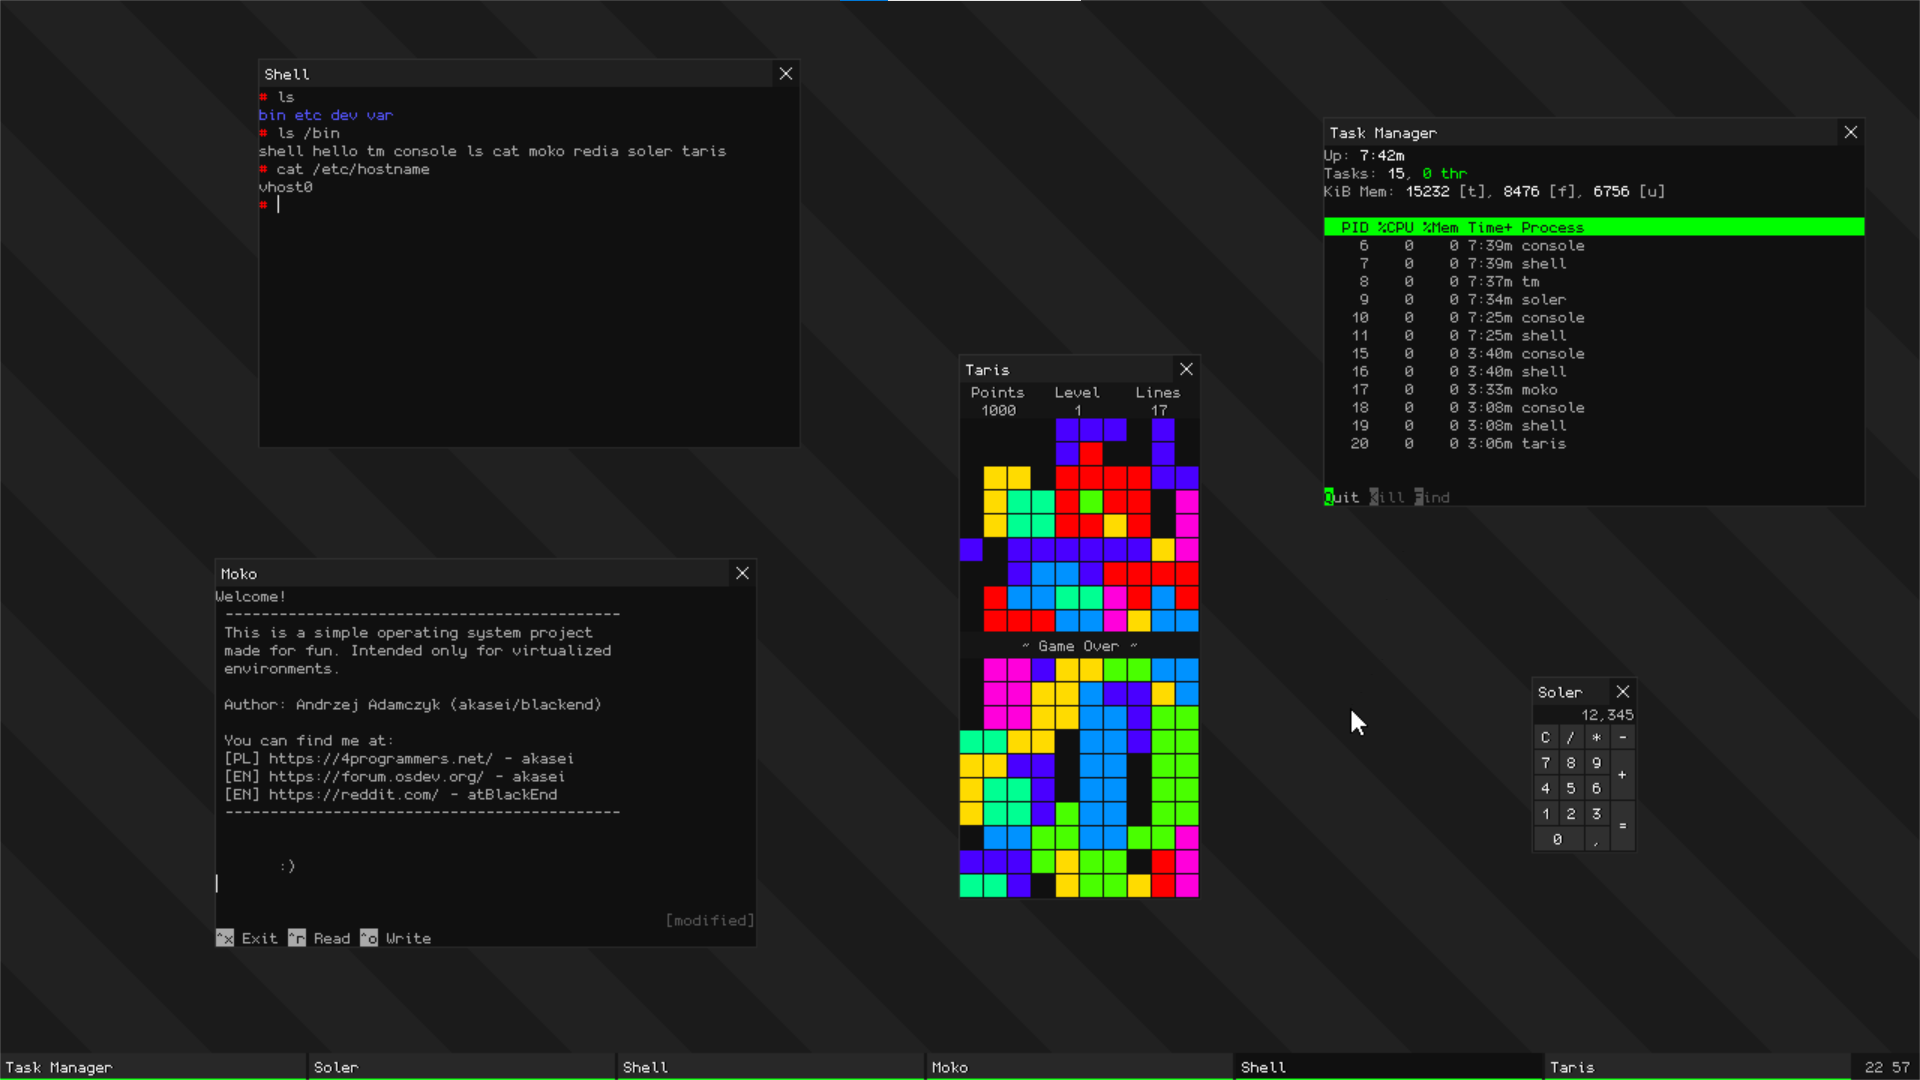 Shell
# ls
bin etc dev var
# ls /bin
shell hello tm console ls cat moko redia soler taris
# cat /etc/hostname
vhost0
#
Task Manager
Up: 7:42m
Tasks: 15, 0 thr
KiB Mem: 15232 [t], 8476 [f], 6756 [u]
PID %CPU %Mem Time+ Process
6 0 0 7:39m console
7 0 0 7:39m shell
8 0 0 7:37m tm
9 0 0 7:34m soler
10 0 0 7:25m console
11 0 0 7:25m shell
15 0 0 3:40m console
16 0 0 3:40m shell
17 0 0 3:33m moko
18 0 0 3:08m console
19 0 0 3:08m shell
20 0 0 3:06m taris
Quit Kill Find
Taris
Points Level Lines
1000 1 17
~ Game Over ~
Moko
Welcome!
-------------------------------------------- 
This is a simple operating system project
made for fun. Intended only for virtualized
environments.
Author: Andrzej Adamczyk (akasei/blackend)
You can find me at:
[PL] https://4programmers.net/ - akasei
[EN] https://forum.osdev.org/ - akasei
[EN] https://reddit.com/ - atBlackEnd
--------------------------------------------
:)
[modified]
^x Exit ^r Read ^o Write
Soler
12,345
C / * -
7 8 9
+
4 5 6
1 2 3
=
0 ,
Task Manager Soler Shell Moko Shell Taris 22 57